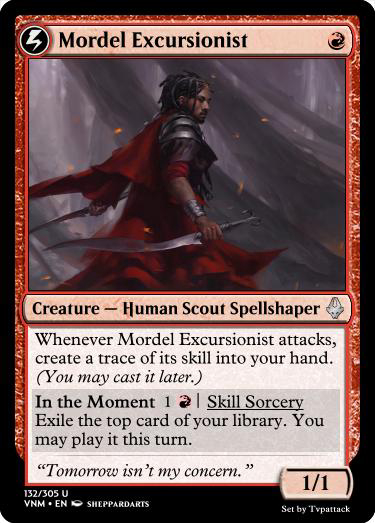 Mordel Excursionist
Creature — Human Scout Spellshaper
Whenever Mordel Excursionist attacks,
create a trace of its skill into your hand.
(You may cast it later.)
In the Moment 1 | Skill Sorcery
Exile the top card of your library. You
may play it this turn.
“Tomorrow isn't my concern.”
1/1
132/305 U
VNM • EN SHEPPARDARTS
Set by Tvpattack